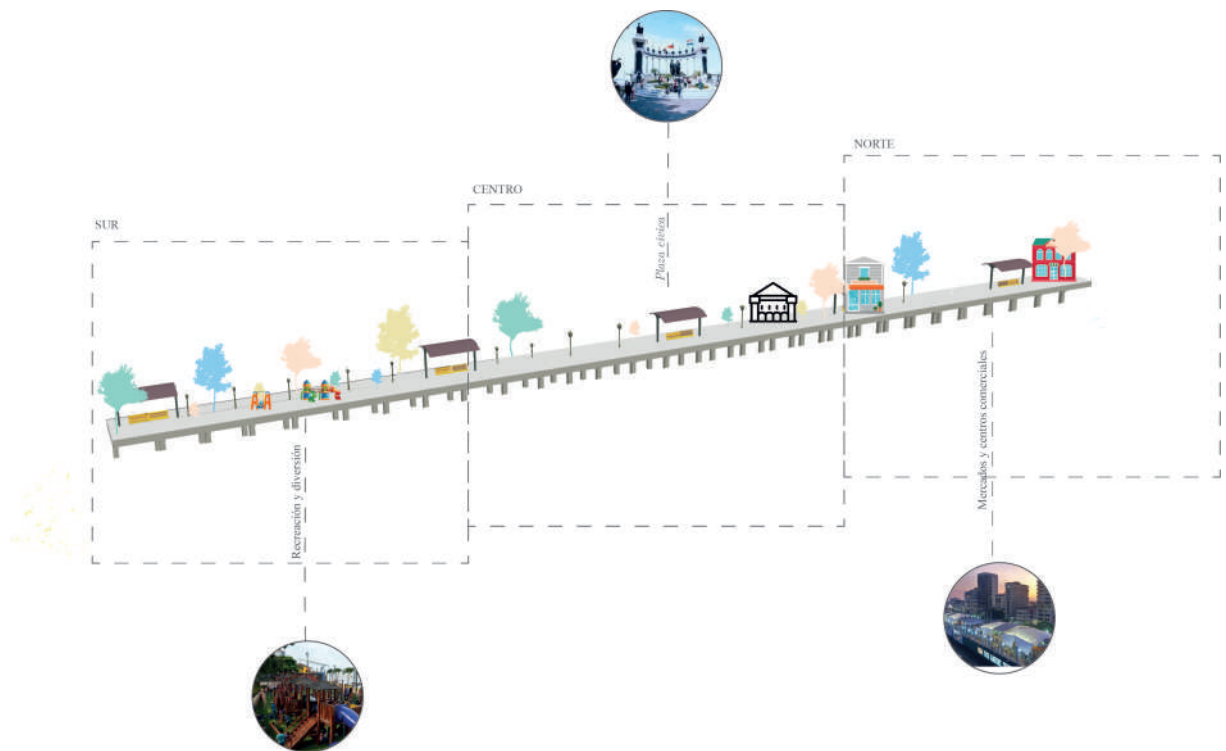 NORTE
CENTRO
SUR
Plaza cívica
Recreación y diversión
Mercados y centros comerciales